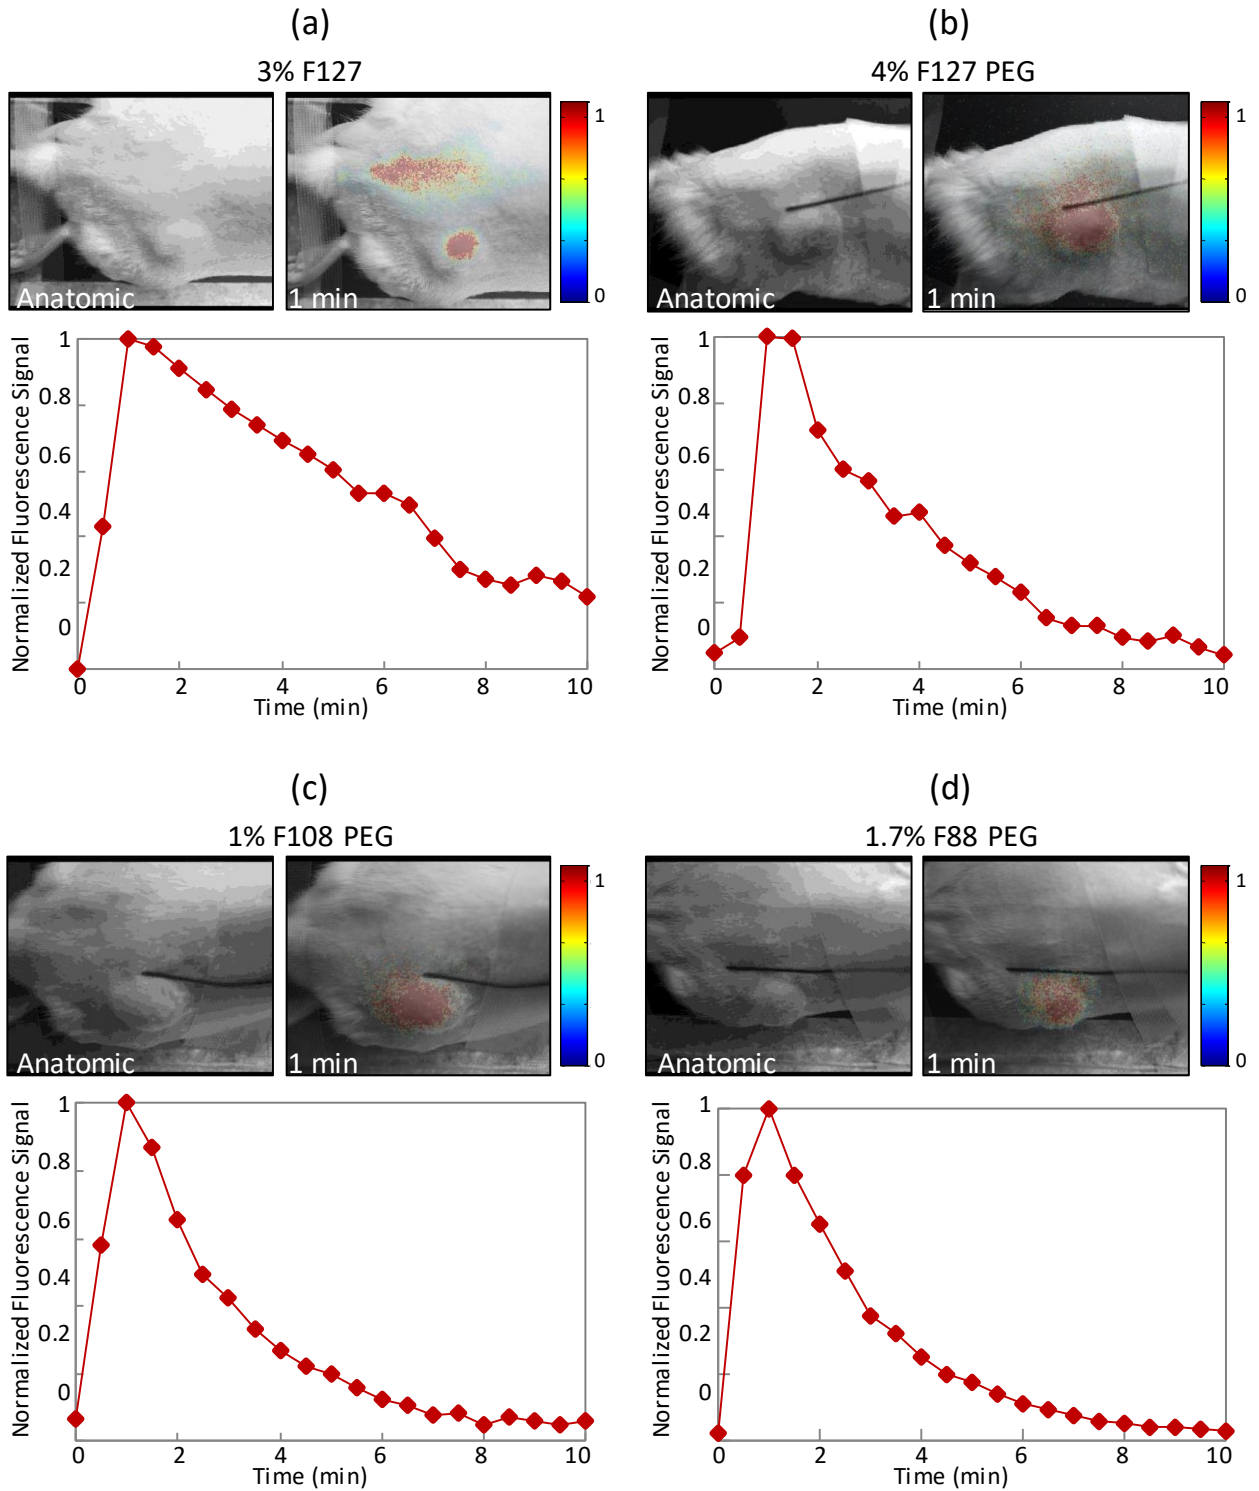 (a)
3% F127
Anatomic
1 min
1
0
Normalized Fluorescence Signal
1
0.8
0.6
0.4
0.2
0
0 2 4 6 8 10
Time (min)
(b)
4% F127 PEG
Anatomic
1 min
1
0
Normalized Fluorescence Signal
1
0.8
0.6
0.4
0.2
0
0 2 4 6 8 10
Time (min)
(c)
1% F108 PEG
Anatomic
1 min
1
0
Normalized Fluorescence Signal
1
0.8
0.6
0.4
0.2
0
0 2 4 6 8 10
Time (min)
(d)
1.7% F88 PEG
Anatomic
1 min
1
0
Normalized Fluorescence Signal
1
0.8
0.6
0.4
0.2
0
0 2 4 6 8 10
Time (min)